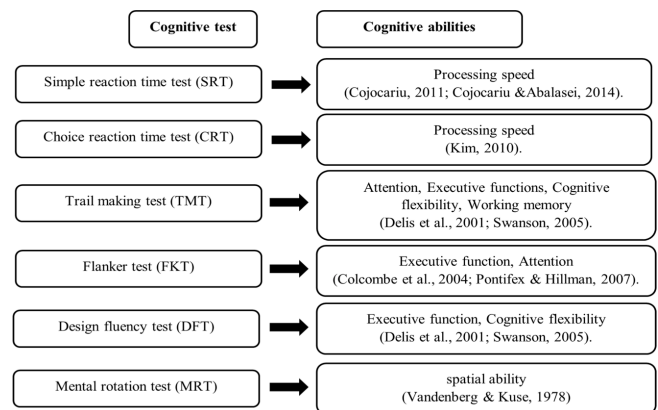 Cognitive test
Cognitive abilities
Simple reaction time test (SRT)
Processing speed
(Cojocariu, 2011; Cojocariu &Abalasei, 2014).
Choice reaction time test (CRT)
Processing speed
(Kim, 2010).
Trail making test (TMT)
Attention, Executive functions, Cognitive
flexibility, Working memory
(Delis et al., 2001; Swanson, 2005).
Flanker test (FKT)
Executive function, Attention
(Colcombe et al., 2004; Pontifex & Hillman, 2007).
Design fluency test (DFT)
Executive function, Cognitive flexibility
(Delis et al., 2001; Swanson, 2005).
Mental rotation test (MRT)
spatial ability
(Vandenberg & Kuse, 1978)